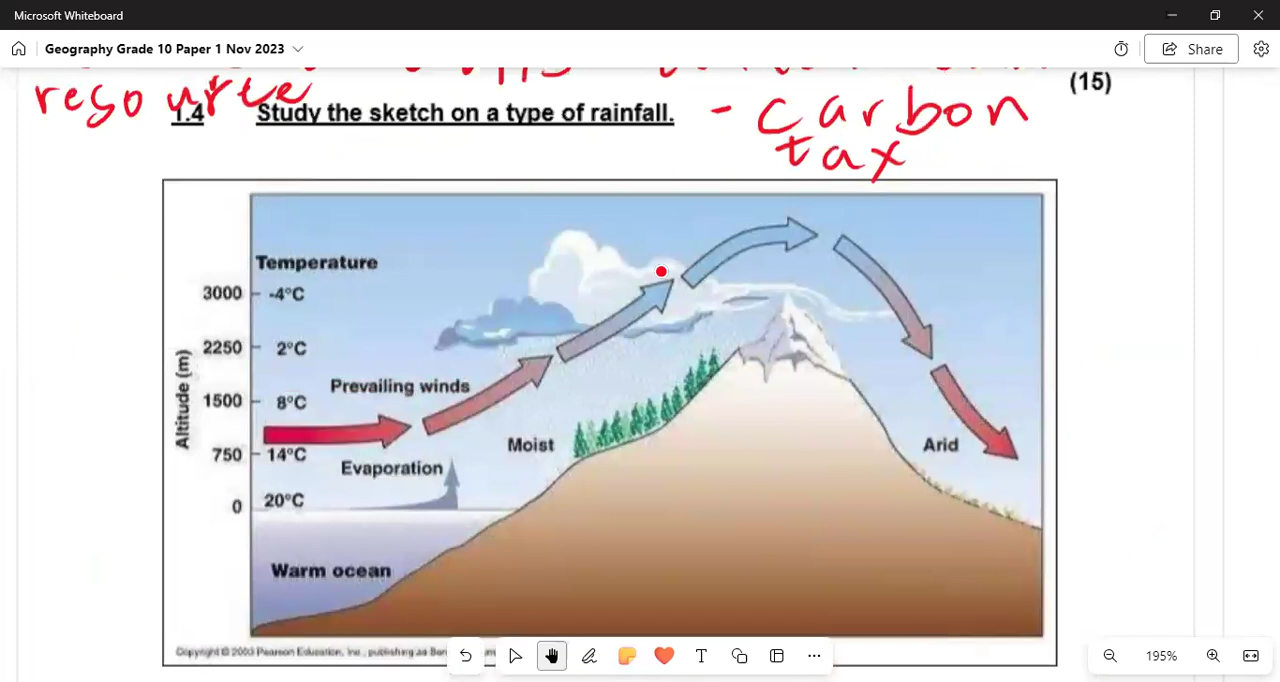 Microsoft Whiteboard
Geography Grade 10 Paper 1 Nov 2023
Share
(15)
resource
1.4 Study the sketch on a type of rainfall.
- carbon
tax
Temperature
3000 -4°C
2250 2°C
Prevailing winds
1500 8°C
Altitude (m)
Moist
Arid
750 14°C
Evaporation
0 20°C
Warm ocean
Copyright © 2003 Pearson Education, Inc., publishing as
195%